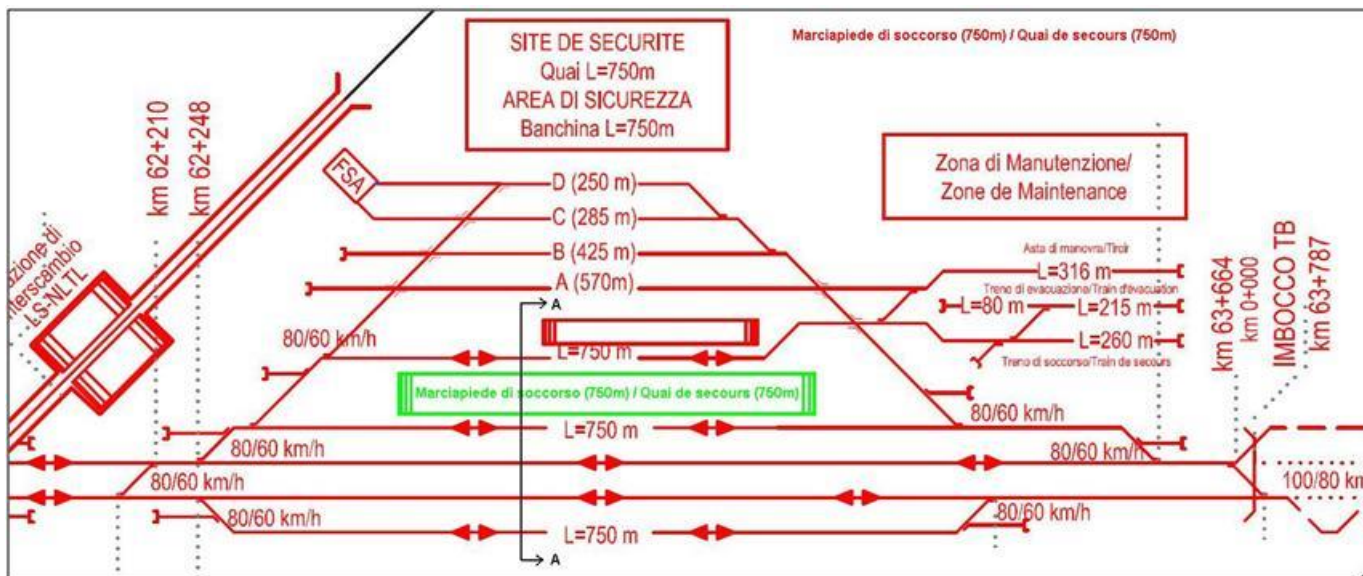 Marciapiede di soccorso (750m) / Quai de secours (750m)
SITE DE SECURITE
Quai L=750m
AREA DI SICUREZZA
Banchina L=750m
km 62+210
km 62+248
Zona di Manutenzione/
Zone de Maintenance
FSA
D (250 m)
C (285 m)
B (425 m)
A (570m)
Asta di manovra/Tiroir
L=316 m
Treno di evacuazione/Train d'évacuation
L=80 m
L=215 m
L=260 m
Treno di soccorso/Train de secours
km 63+664
km 0+000
IMBOCCO TB
km 63+787
di
nterscambio
LS-NLTL
A
80/60 km/h
L=750 m
Marciapiede di soccorso (750m) / Quai de secours (750m)
80/60 km/h
L=750 m
80/60 km/h
80/60 km/h
80/60 km/h
100/80 km
80/60 km/h
80/60 km/h
L=750 m
A